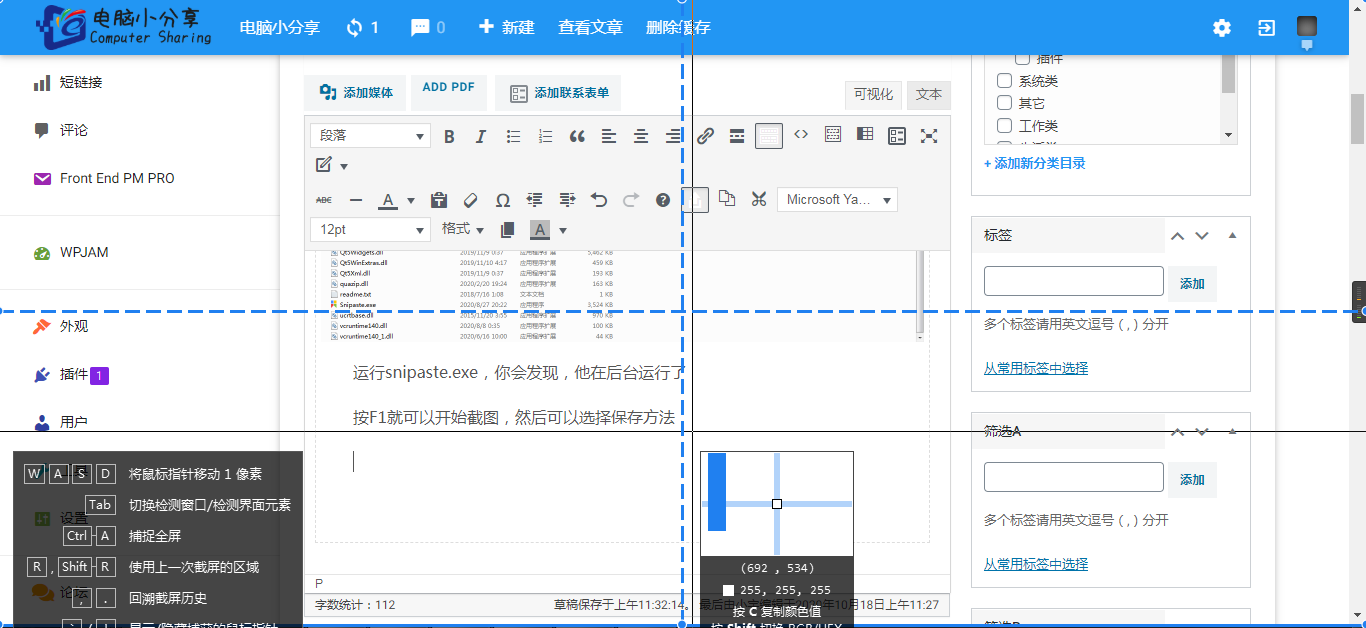 电脑小分享
Computer Sharing
电脑小分享 1 0 新建 查看文章 删除缓存
短链接
评论
Front End PM PRO
WPJAM
外观
插件 1
用户
设置
论坛
添加媒体 ADD PDF 添加联系表单 可视化 文本
段落 B I
ABC A Ω Microsoft Ya...
12pt 格式 A
Qt5Widgets.dll 2019/11/9 0:37 应用程序扩展 5,462 KB
Qt5WinExtras.dll 2019/11/10 4:17 应用程序扩展 459 KB
Qt5Xml.dll 2019/11/9 0:37 应用程序扩展 193 KB
quazip.dll 2020/2/20 19:24 应用程序扩展 163 KB
readme.txt 2018/7/16 1:08 文本文档 1 KB
Snipaste.exe 2020/8/27 20:22 应用程序 3,524 KB
ucrtbase.dll 2015/11/20 3:55 应用程序扩展 970 KB
vcruntime140.dll 2020/8/8 0:35 应用程序扩展 100 KB
vcruntime140_1.dll 2020/6/16 10:00 应用程序扩展 44 KB
运行snipaste.exe，你会发现，他在后台运行了
按F1就可以开始截图，然后可以选择保存方法
P
字数统计：112 草稿保存于上午11:32:14。 最后由小宝编辑于2020年10月18日上午11:27
插件
系统类
其它
工作类
生活类
+ 添加新分类目录
标签
添加
多个标签请用英文逗号 ( , ) 分开
从常用标签中选择
筛选A
添加
多个标签请用英文逗号 ( , ) 分开
从常用标签中选择
W A S D 将鼠标指针移动 1 像素
Tab 切换检测窗口/检测界面元素
Ctrl - A 捕捉全屏
R , Shift - R 使用上一次截屏的区域
, . 回溯截屏历史
(692 , 534)
255, 255, 255
按 C 复制颜色值
按 Shift 切换 RGB/HEX